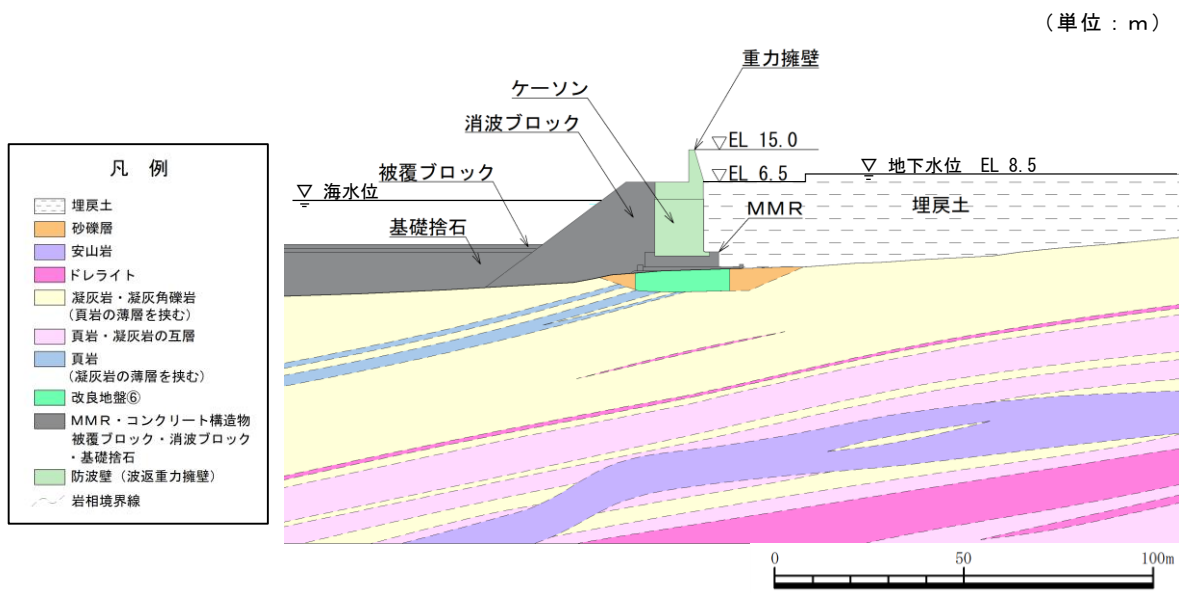 （単位：ｍ）
重力擁壁
ケーソン
消波ブロック
被覆ブロック
基礎捨石
▽ 海水位
▽EL 15.0
▽EL 6.5
▽ 地下水位 EL 8.5
ＭＭＲ
埋戻土
凡 例
埋戻土
砂礫層
安山岩
ドレライト
凝灰岩・凝灰角礫岩
（頁岩の薄層を挟む）
頁岩・凝灰岩の互層
頁岩
（凝灰岩の薄層を挟む）
改良地盤⑥
ＭＭＲ・コンクリート構造物
被覆ブロック・消波ブロック
・基礎捨石
防波壁（波返重力擁壁）
岩相境界線
0 50 100m